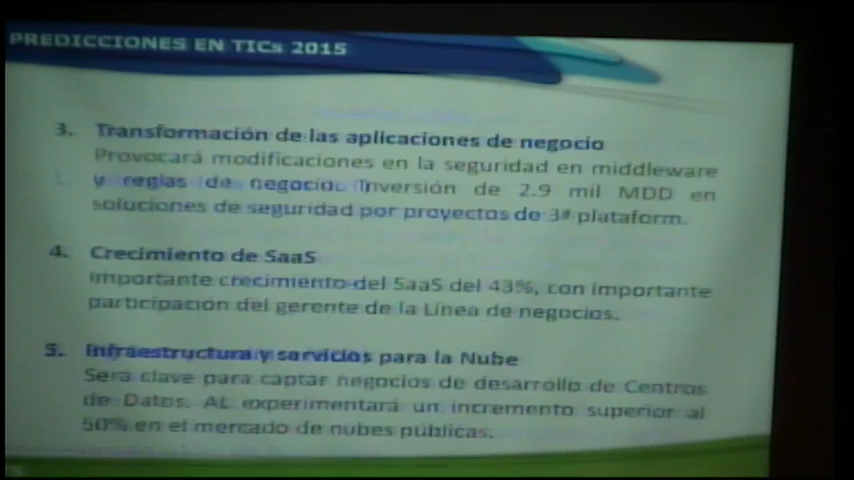 PREDICCIONES EN TICs 2015
3. Transformación de las aplicaciones de negocio
Provocará modificaciones en la seguridad en middleware
y reglas de negocio. Inversión de 2.9 mil MDD en
soluciones de seguridad por proyectos de 3ª plataform.
4. Crecimiento de SaaS
Importante crecimiento del SaaS del 43%, con importante
participación del gerente de la Línea de negocios.
5. Infraestructura y servicios para la Nube
Será clave para captar negocios de desarrollo de Centros
de Datos. AL experimentará un incremento superior al
50% en el mercado de nubes públicas.